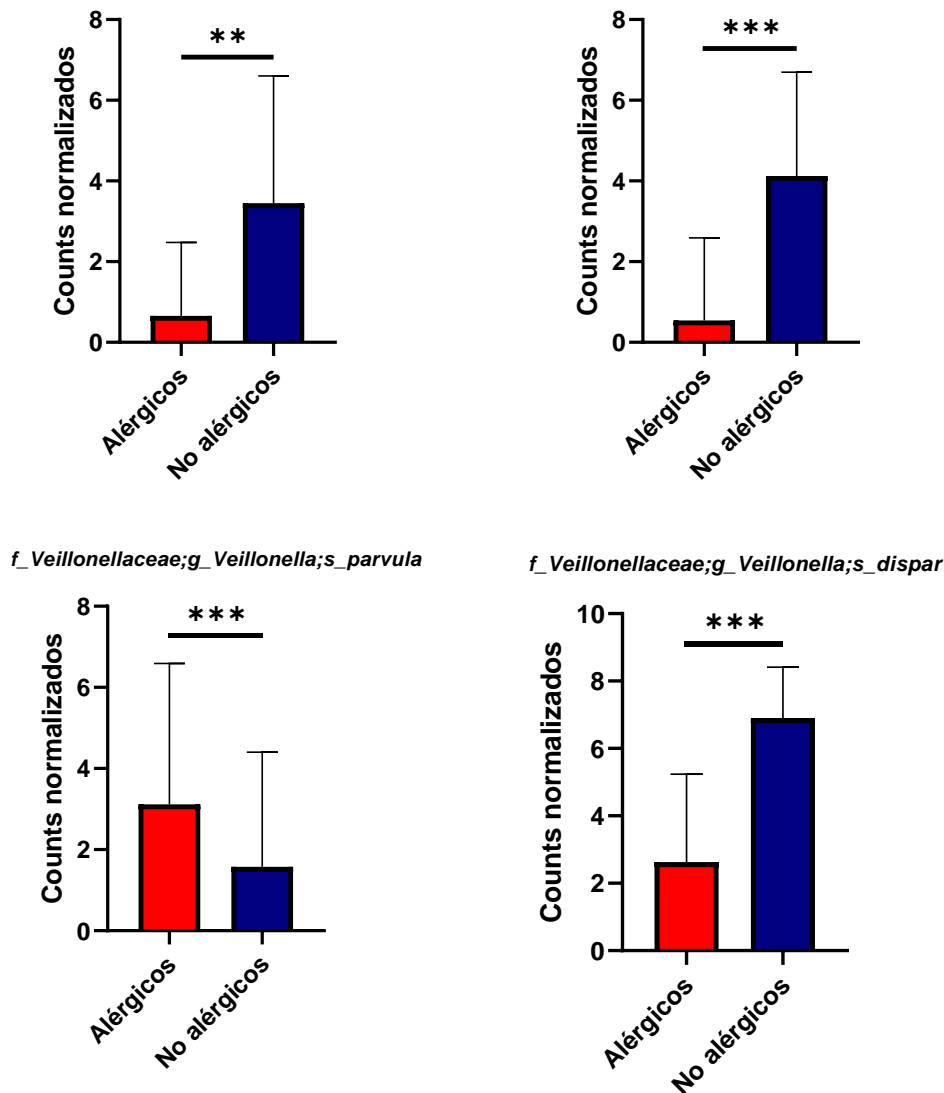 8
6
4
2
0
Counts normalizados
**
Alérgicos
No alérgicos
8
6
4
2
0
Counts normalizados
***
Alérgicos
No alérgicos
f_Veillonellaceae;g_Veillonella;s_parvula
8
6
4
2
0
Counts normalizados
***
Alérgicos
No alérgicos
f_Veillonellaceae;g_Veillonella;s_dispar
10
8
6
4
2
0
Counts normalizados
***
Alérgicos
No alérgicos